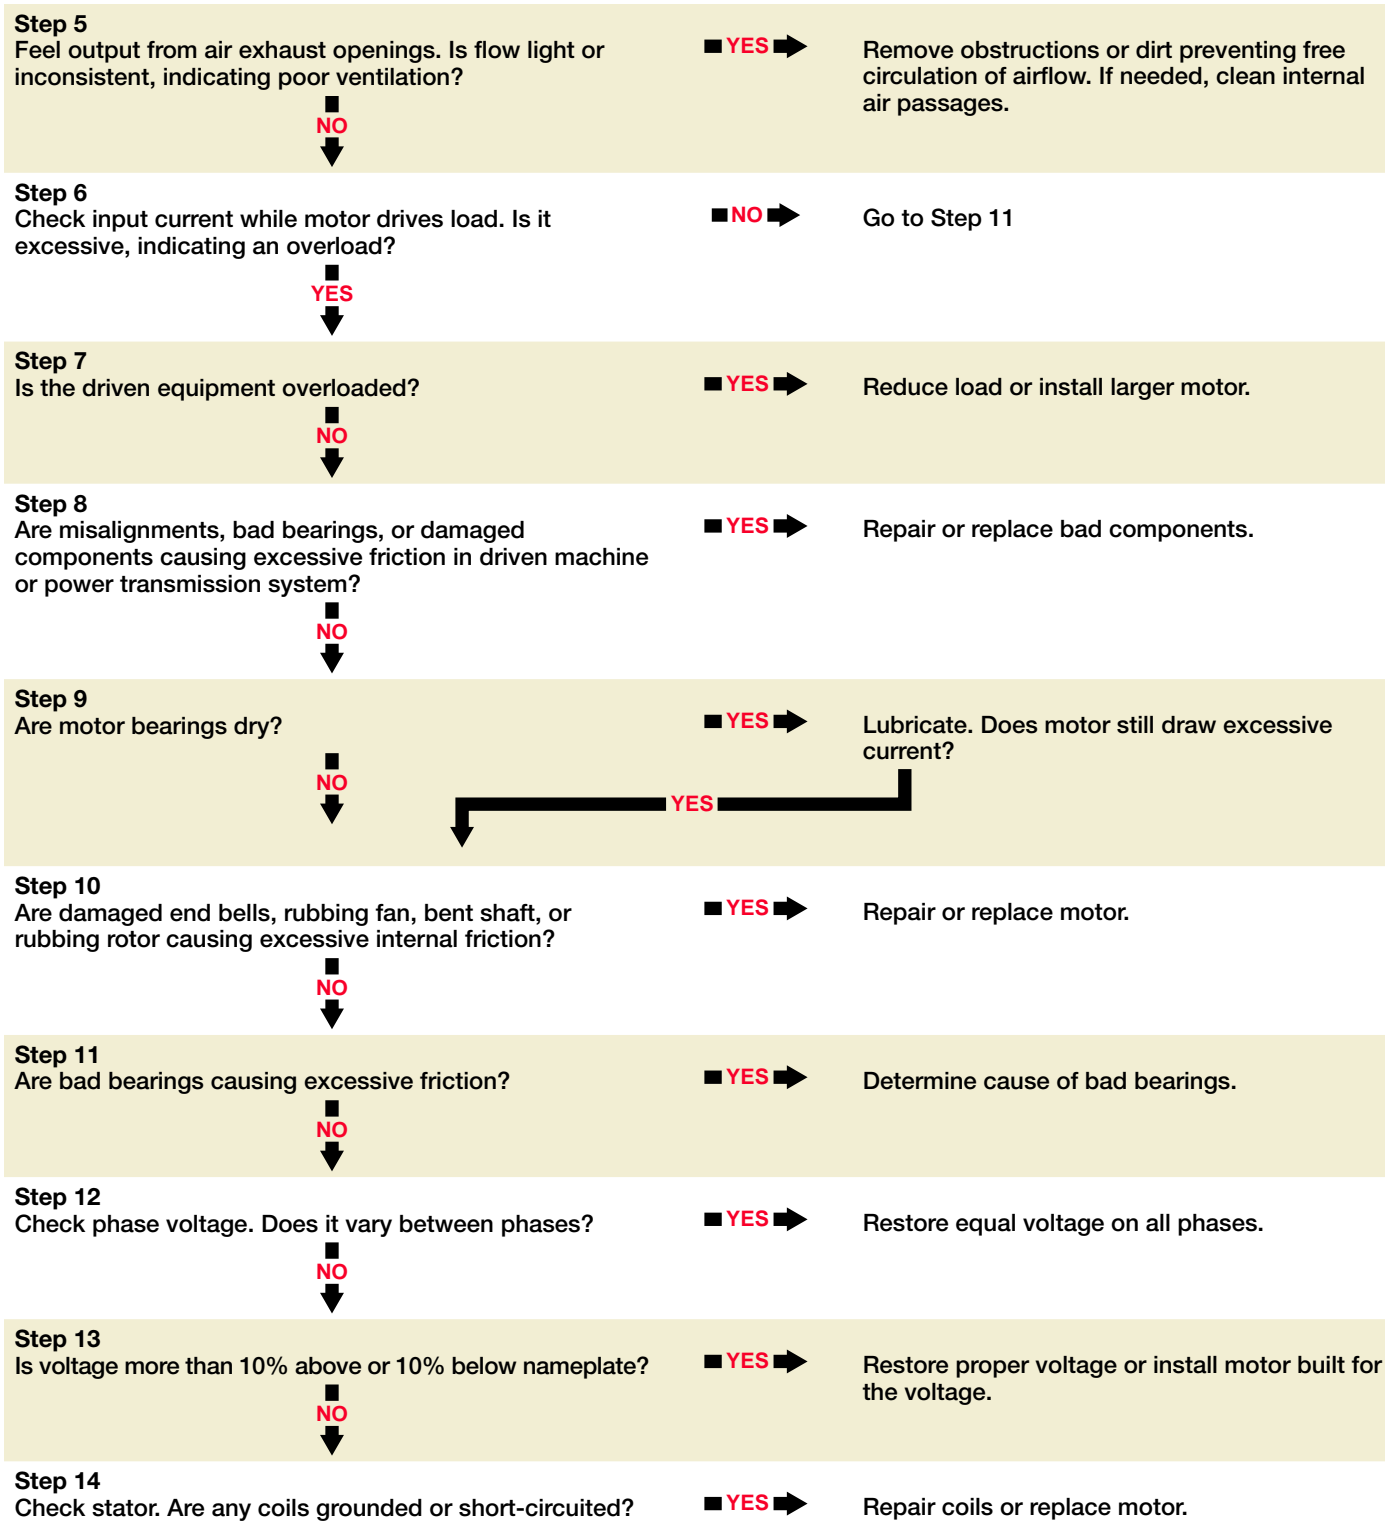 Step 5
Feel output from air exhaust openings. Is flow light or
inconsistent, indicating poor ventilation?
YES
Remove obstructions or dirt preventing free
circulation of airflow. If needed, clean internal
air passages.
NO
Step 6
Check input current while motor drives load. Is it
excessive, indicating an overload?
NO
Go to Step 11
YES
Step 7
Is the driven equipment overloaded?
YES
Reduce load or install larger motor.
NO
Step 8
Are misalignments, bad bearings, or damaged
components causing excessive friction in driven machine
or power transmission system?
YES
Repair or replace bad components.
NO
Step 9
Are motor bearings dry?
YES
Lubricate. Does motor still draw excessive
current?
NO
YES
Step 10
Are damaged end bells, rubbing fan, bent shaft, or
rubbing rotor causing excessive internal friction?
YES
Repair or replace motor.
NO
Step 11
Are bad bearings causing excessive friction?
YES
Determine cause of bad bearings.
NO
Step 12
Check phase voltage. Does it vary between phases?
YES
Restore equal voltage on all phases.
NO
Step 13
Is voltage more than 10% above or 10% below nameplate?
YES
Restore proper voltage or install motor built for
the voltage.
NO
Step 14
Check stator. Are any coils grounded or short-circuited?
YES
Repair coils or replace motor.